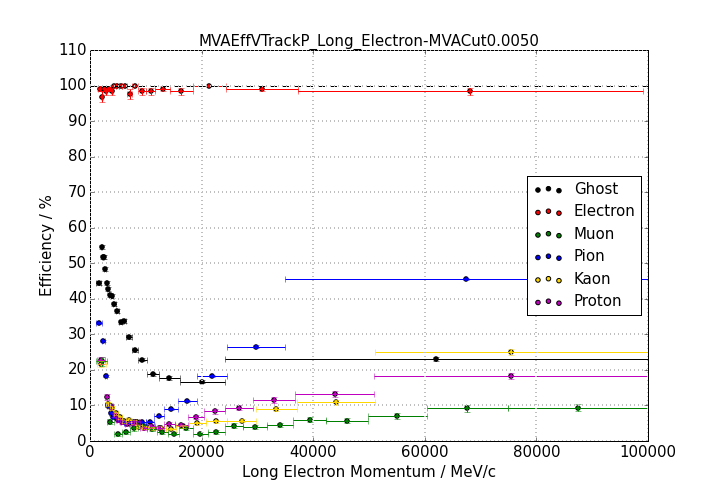 MVAEffVTrackP_Long_Electron-MVACut0.0050
110
100
90
80
70
60
50
40
30
20
10
0
Efficiency / %
Ghost
Electron
Muon
Pion
Kaon
Proton
0 20000 40000 60000 80000 100000
Long Electron Momentum / MeV/c